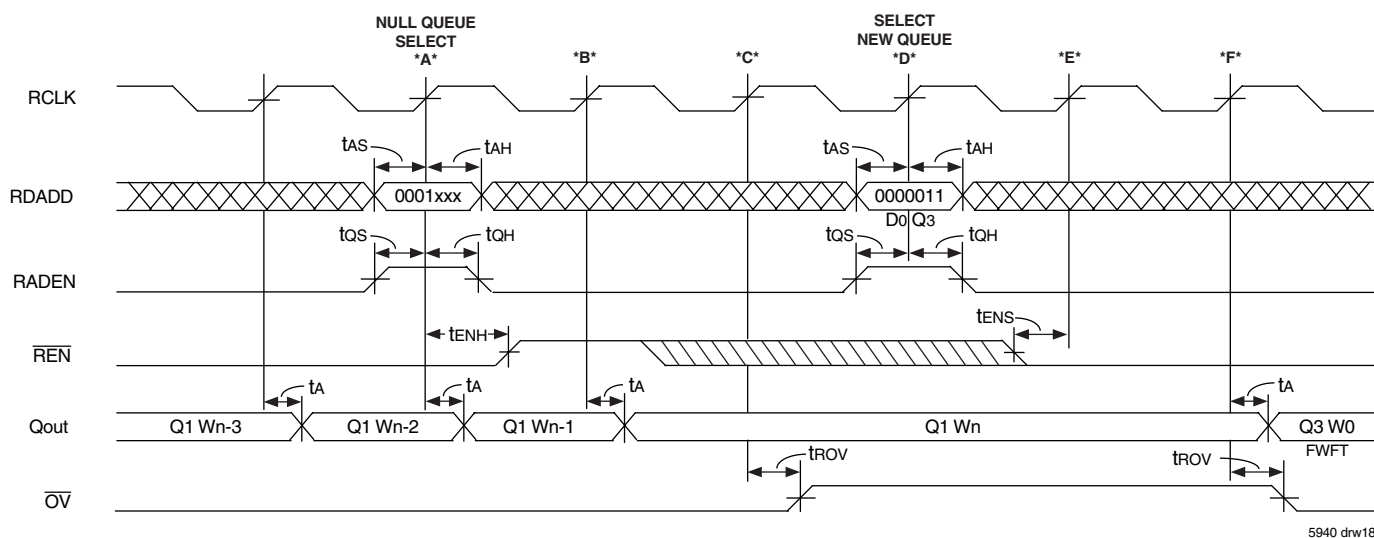 NULL QUEUE
SELECT
*A*
*B*
*C*
SELECT
NEW QUEUE
*D*
*E*
*F*
RCLK
tAS
tAH
tAS
tAH
RDADD
0001xxx
0000011
D0 Q3
tQS
tQH
tQS
tQH
RADEN
tENH
tENS
REN
tA
tA
tA
tA
Qout
Q1 Wn-3
Q1 Wn-2
Q1 Wn-1
Q1 Wn
Q3 W0
FWFT
tROV
tROV
OV
5940 drw18